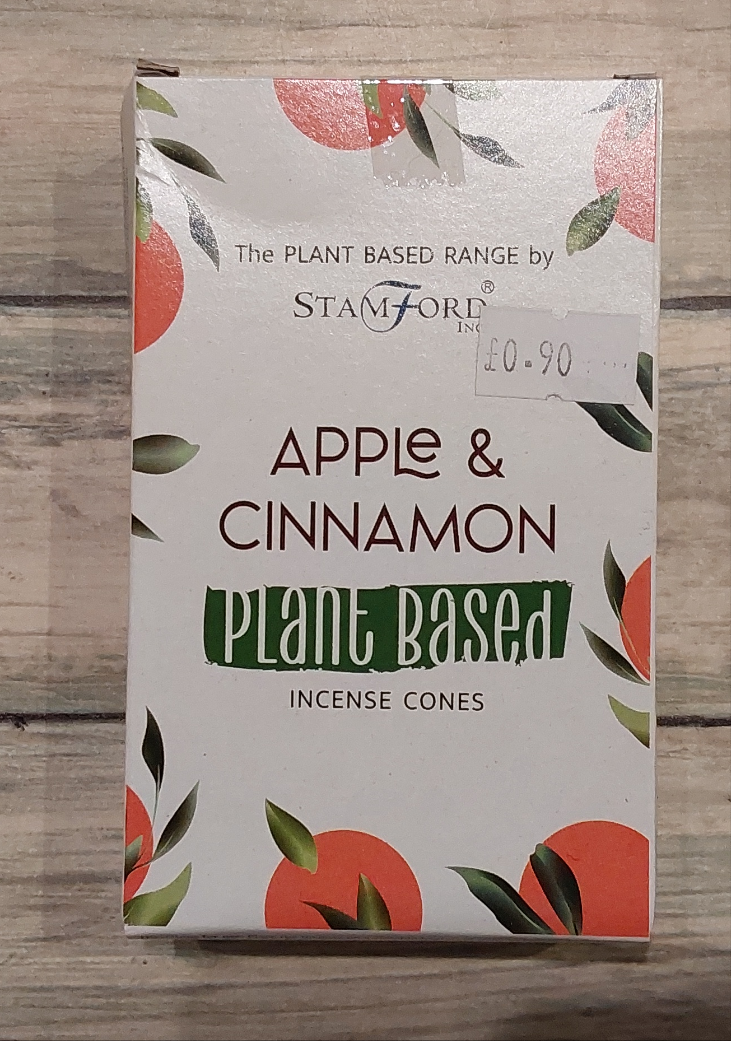 The PLANT BASED RANGE by
STAMFORD®
£0.90
APPLE &
CINNAMON
PLANT BASED
INCENSE CONES